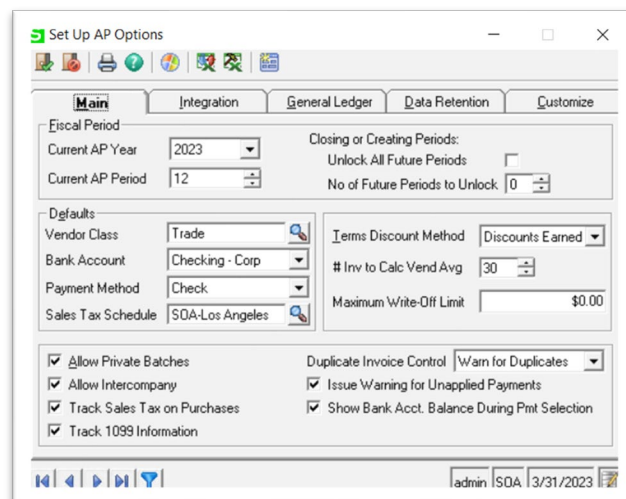 Set Up AP Options
Main
Integration
General Ledger
Data Retention
Customize
Fiscal Period
Current AP Year 2023
Current AP Period 12
Closing or Creating Periods:
Unlock All Future Periods
No of Future Periods to Unlock 0
Defaults
Vendor Class Trade
Bank Account Checking - Corp
Payment Method Check
Sales Tax Schedule SOA-Los Angeles
Terms Discount Method Discounts Earned
# Inv to Calc Vend Avg 30
Maximum Write-Off Limit $0.00
Allow Private Batches
Allow Intercompany
Track Sales Tax on Purchases
Track 1099 Information
Duplicate Invoice Control Warn for Duplicates
Issue Warning for Unapplied Payments
Show Bank Acct. Balance During Pmt Selection
admin SOA 3/31/2023